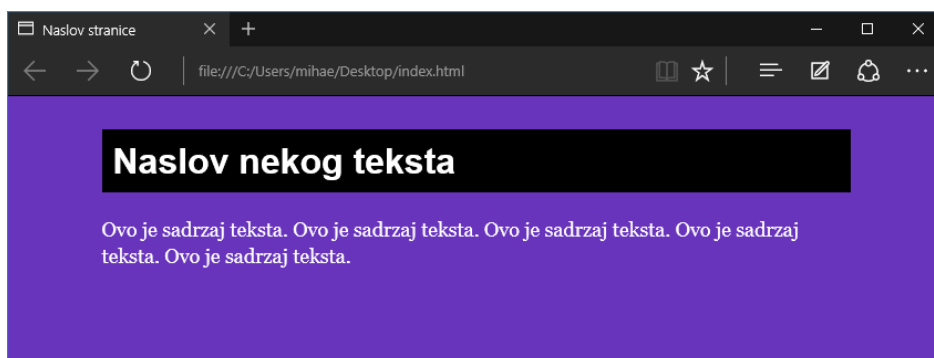 Naslov stranice
file:///C:/Users/mihae/Desktop/index.html
Naslov nekog teksta
Ovo je sadrzaj teksta. Ovo je sadrzaj teksta. Ovo je sadrzaj teksta. Ovo je sadrzaj
teksta. Ovo je sadrzaj teksta.